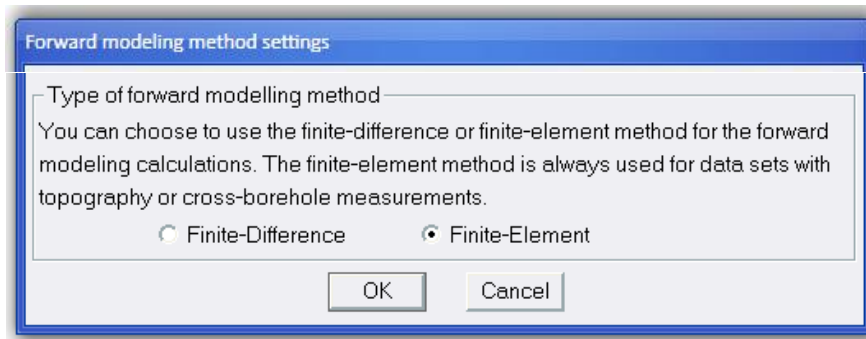 Forward modeling method settings
Type of forward modelling method
You can choose to use the finite-difference or finite-element method for the forward
modeling calculations. The finite-element method is always used for data sets with
topography or cross-borehole measurements.
Finite-Difference Finite-Element
OK Cancel